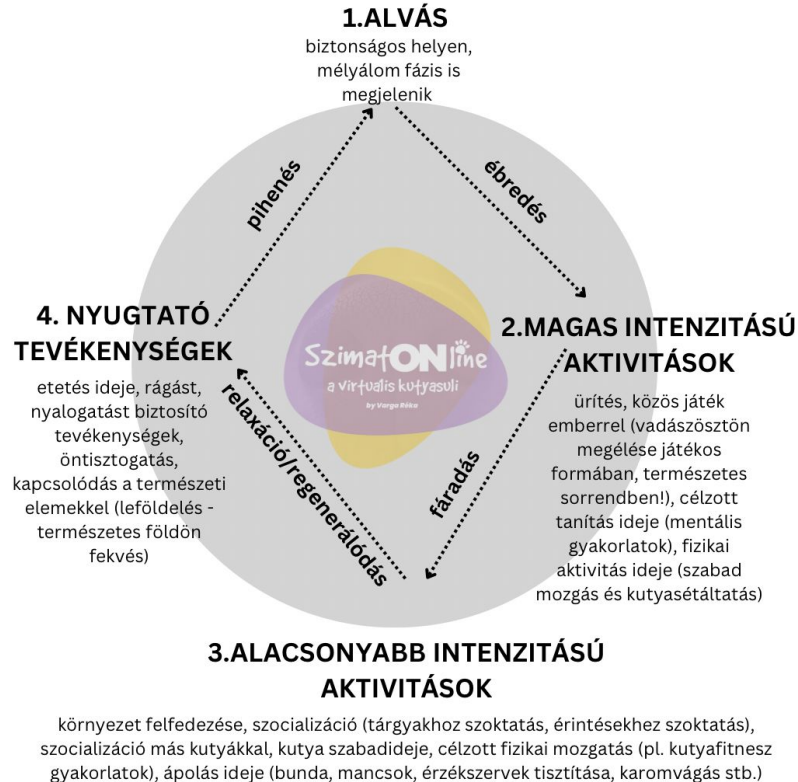 1.ALVÁS
biztonságos helyen,
mélyálom fázis is
megjelenik
pihenés
ébredés
4. NYUGTATÓ
TEVÉKENYSÉGEK
etetés ideje, rágást,
nyalogatást biztosító
tevékenységek,
öntisztogatás,
kapcsolódás a természeti
elemekkel (leföldelés -
természetes földön
fekvés)
SzimatONline
a virtuális kutyasuli
by Varga Réka
2.MAGAS INTENZITÁSÚ
AKTIVITÁSOK
ürítés, közös játék
emberrel (vadászösztön
megélése játékos
formában, természetes
sorrendben!), célzott
tanítás ideje (mentális
gyakorlatok), fizikai
aktivitás ideje (szabad
mozgás és kutyasétáltatás)
relaxáció/regenerálódás
fáradás
3.ALACSONYABB INTENZITÁSÚ
AKTIVITÁSOK
környezet felfedezése, szocializáció (tárgyakhoz szoktatás, érintésekhez szoktatás),
szocializáció más kutyákkal, kutya szabadideje, célzott fizikai mozgatás (pl. kutyafitnesz
gyakorlatok), ápolás ideje (bunda, mancsok, érzékszervek tisztítása, karomvágás stb.)